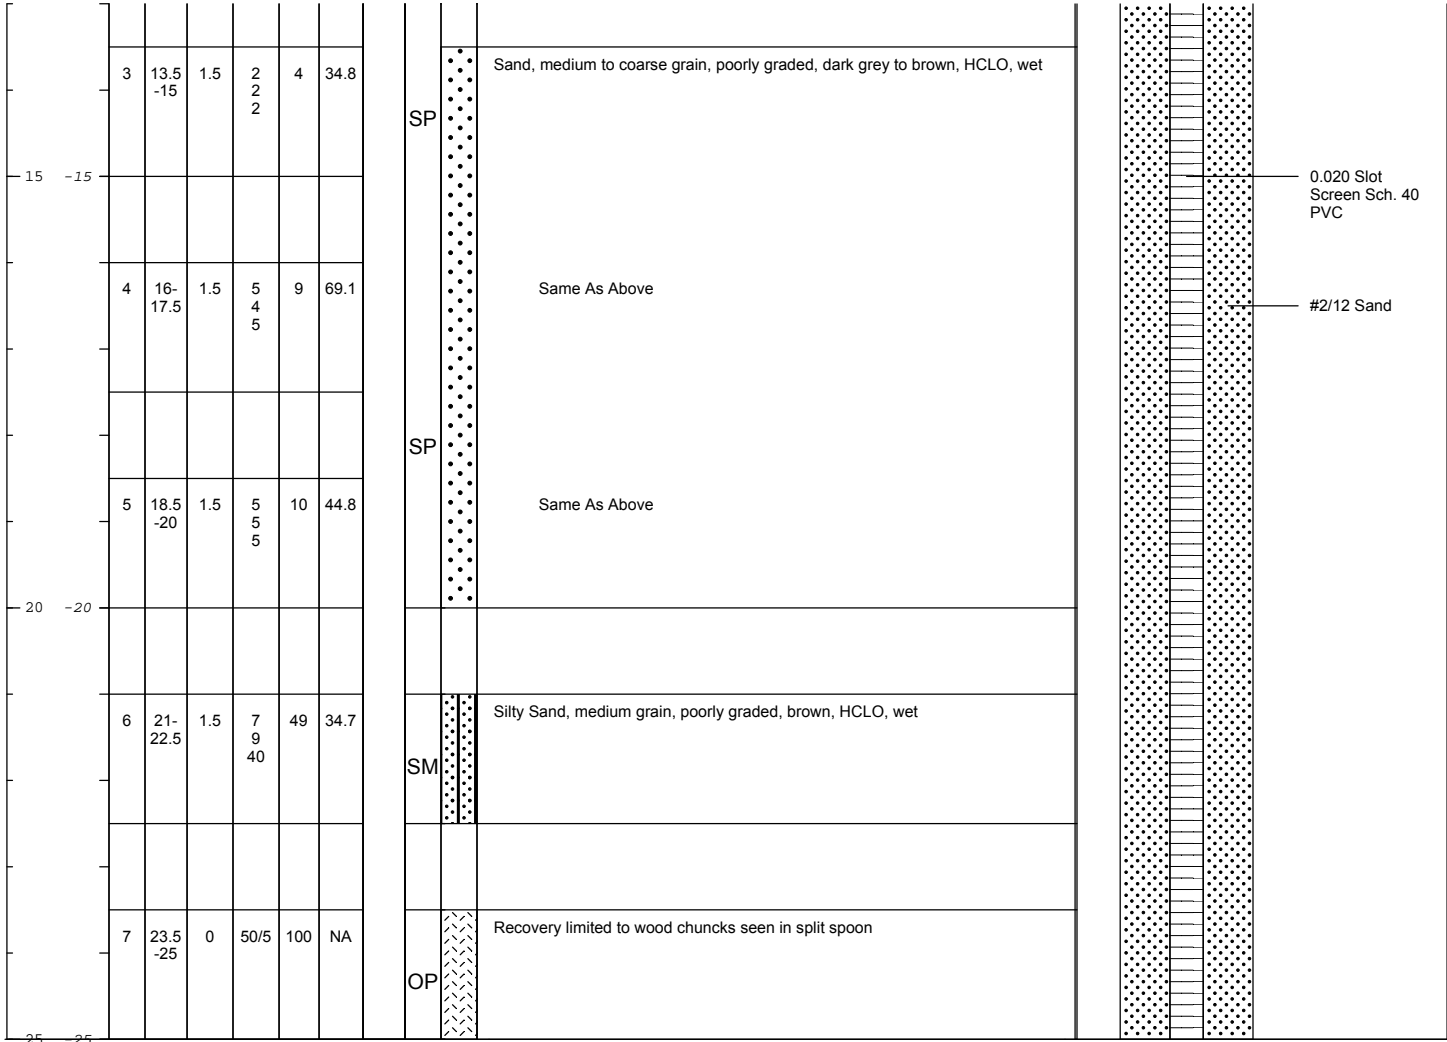 3 13.5 1.5 2 4 34.8 Sand, medium to coarse grain, poorly graded, dark grey to brown, HCLO, wet
-15 2
2
SP
15 -15 0.020 Slot
Screen Sch. 40
PVC
4 16- 1.5 5 9 69.1 Same As Above
17.5 4
5
#2/12 Sand
SP
5 18.5 1.5 5 10 44.8 Same As Above
-20 5
5
20 -20
6 21- 1.5 7 49 34.7 Silty Sand, medium grain, poorly graded, brown, HCLO, wet
22.5 9
40
SM
7 23.5 0 50/5 100 NA Recovery limited to wood chuncks seen in split spoon
-25
OP
25 -25